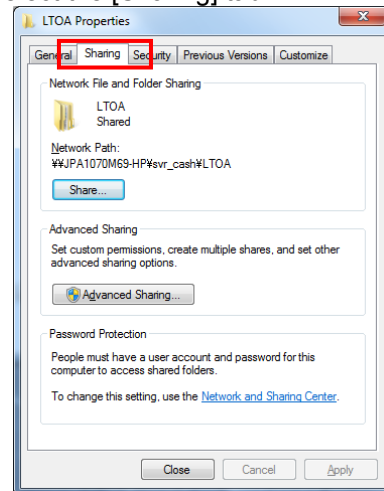 LTOA Properties
General Sharing Security Previous Versions Customize
Network File and Folder Sharing
LTOA
Shared
Network Path:
¥¥JPA1070M69-HP¥svr_cash¥LTOA
Share...
Advanced Sharing
Set custom permissions, create multiple shares, and set other
advanced sharing options.
Advanced Sharing...
Password Protection
People must have a user account and password for this
computer to access shared folders.
To change this setting, use the Network and Sharing Center.
Close Cancel Apply